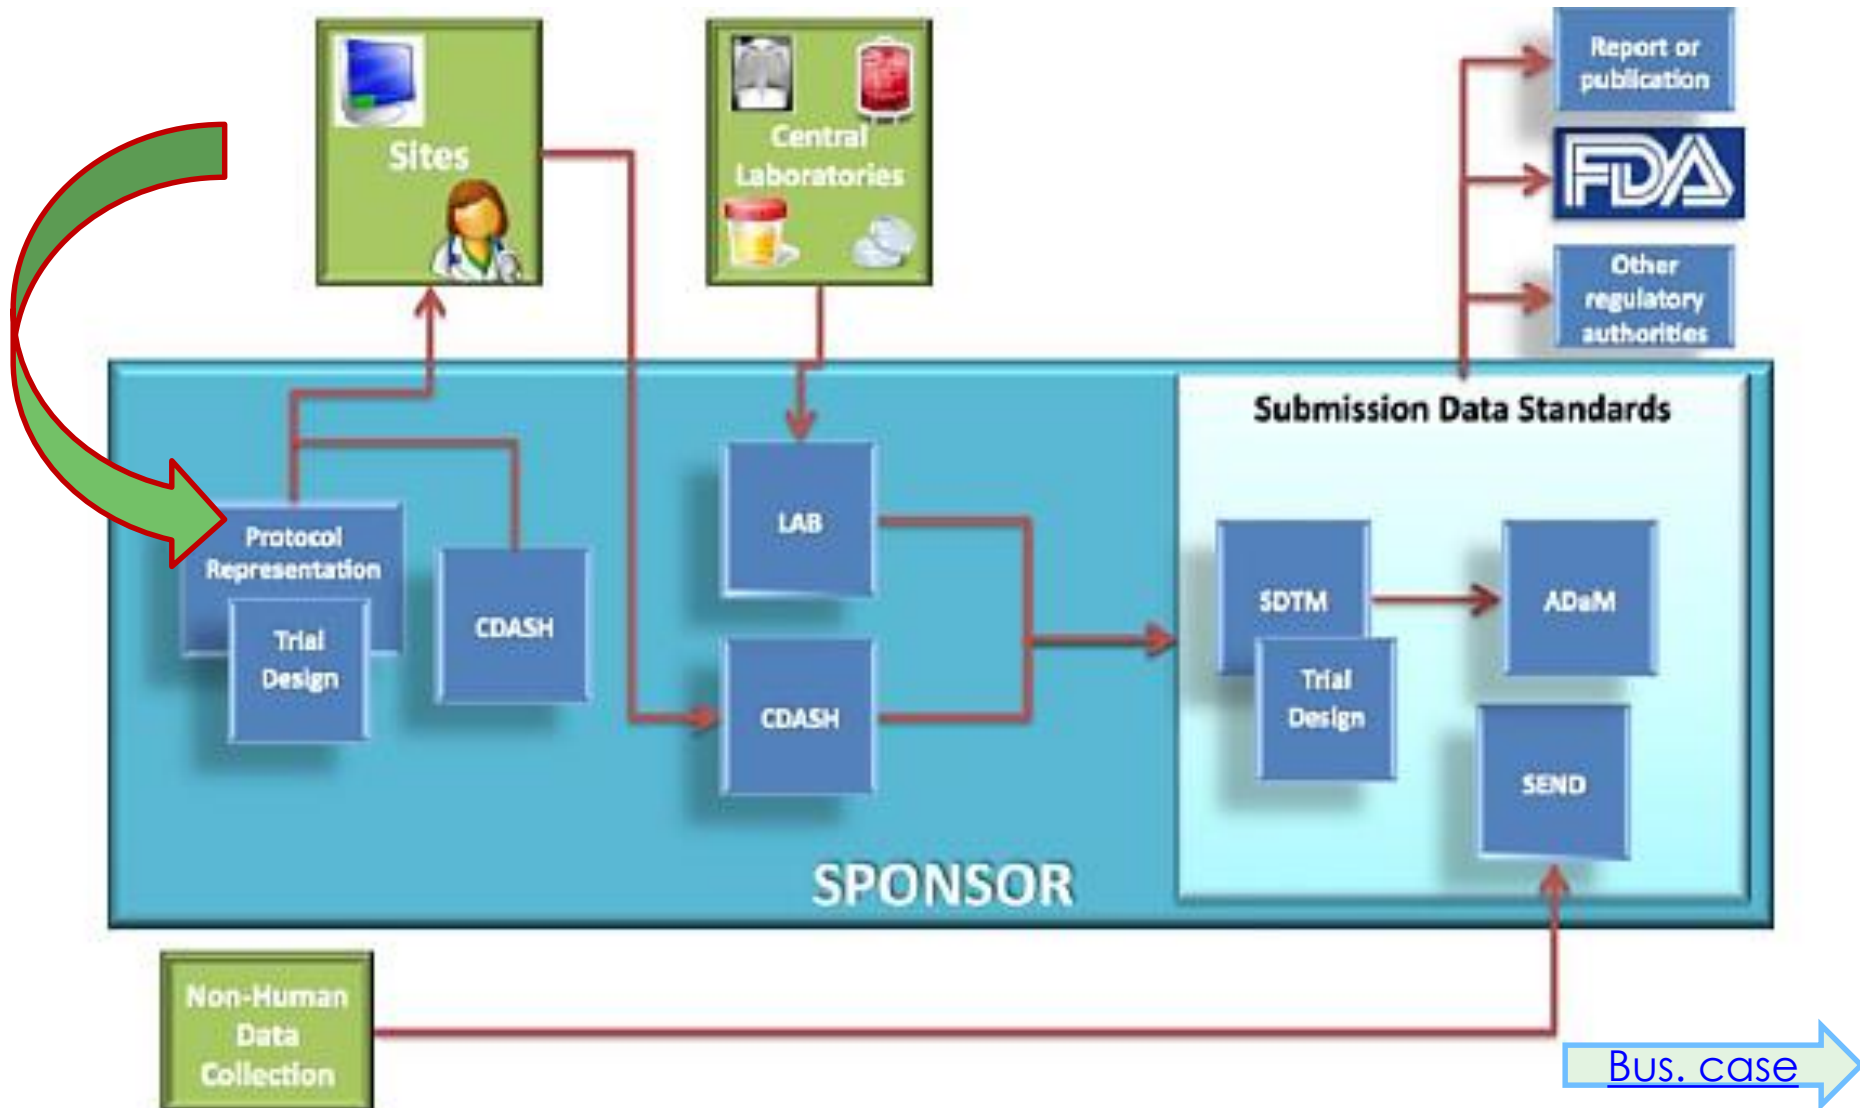 Sites
Central
Laboratories
Report or
publication
FDA
Other
regulatory
authorities
Submission Data Standards
Protocol
Representation
Trial
Design
CDASH
LAB
CDASH
SDTM
Trial
Design
ADaM
SEND
SPONSOR
Non-Human
Data
Collection
Bus. case